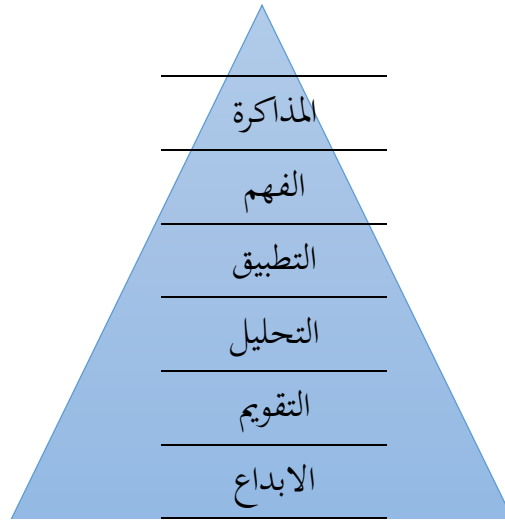 المذاكرة
الفهم
التطبيق
التحليل
التقويم
الابداع